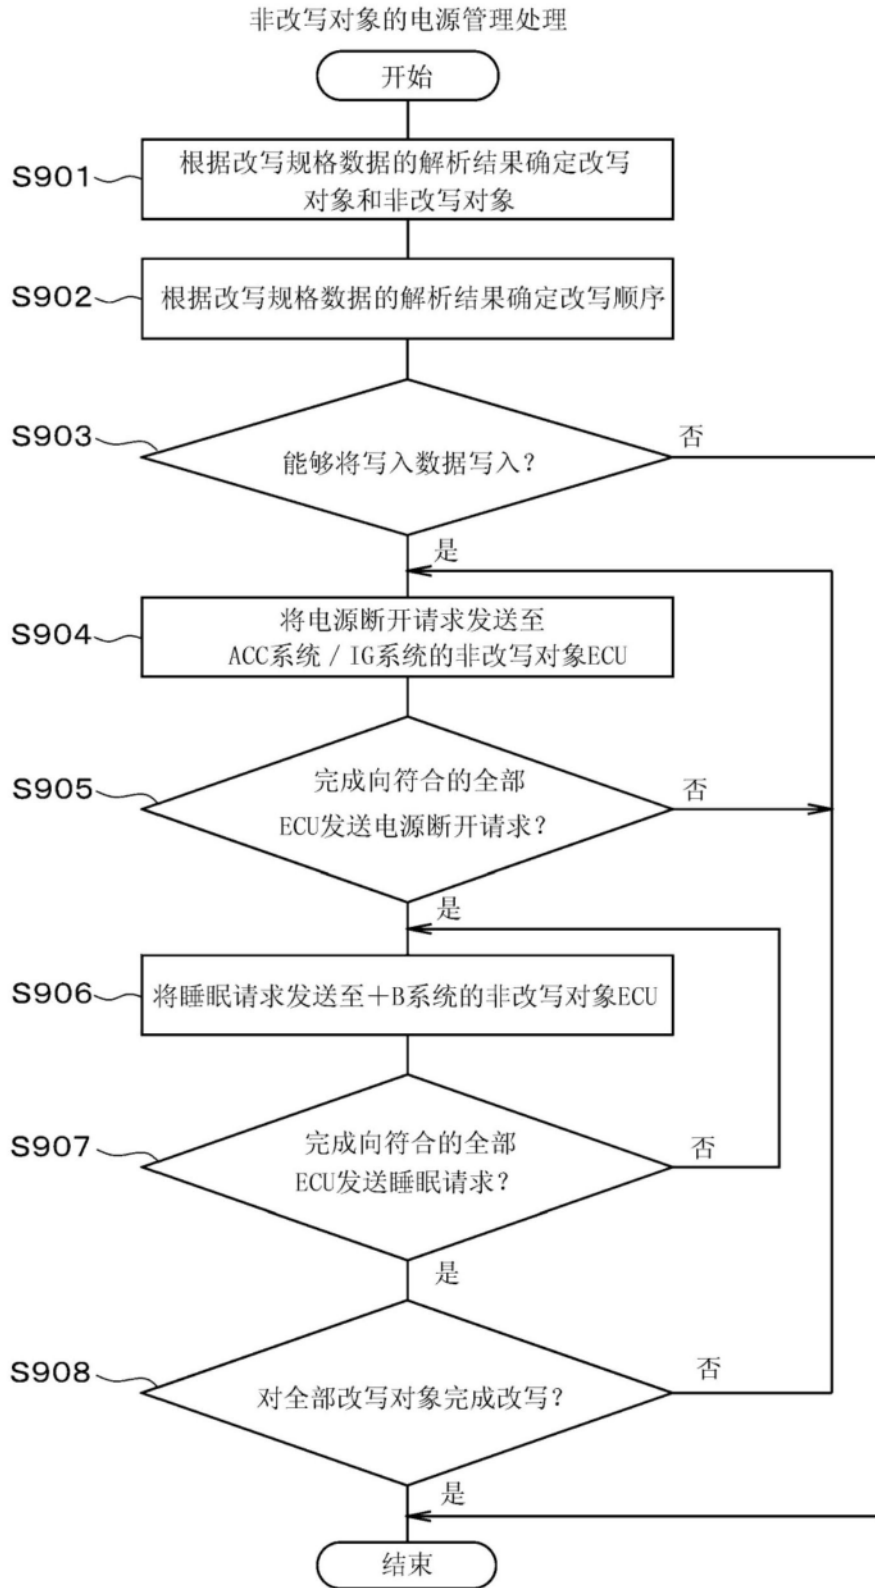 非改写对象的电源管理处理
开始
S901
根据改写规格数据的解析结果确定改写
对象和非改写对象
S902
根据改写规格数据的解析结果确定改写顺序
S903
能够将写入数据写入？
否
是
S904
将电源断开请求发送至
ACC系统／IG系统的非改写对象ECU
S905
完成向符合的全部
ECU发送电源断开请求？
否
是
S906
将睡眠请求发送至＋B系统的非改写对象ECU
S907
完成向符合的全部
ECU发送睡眠请求？
否
是
S908
对全部改写对象完成改写？
否
是
结束